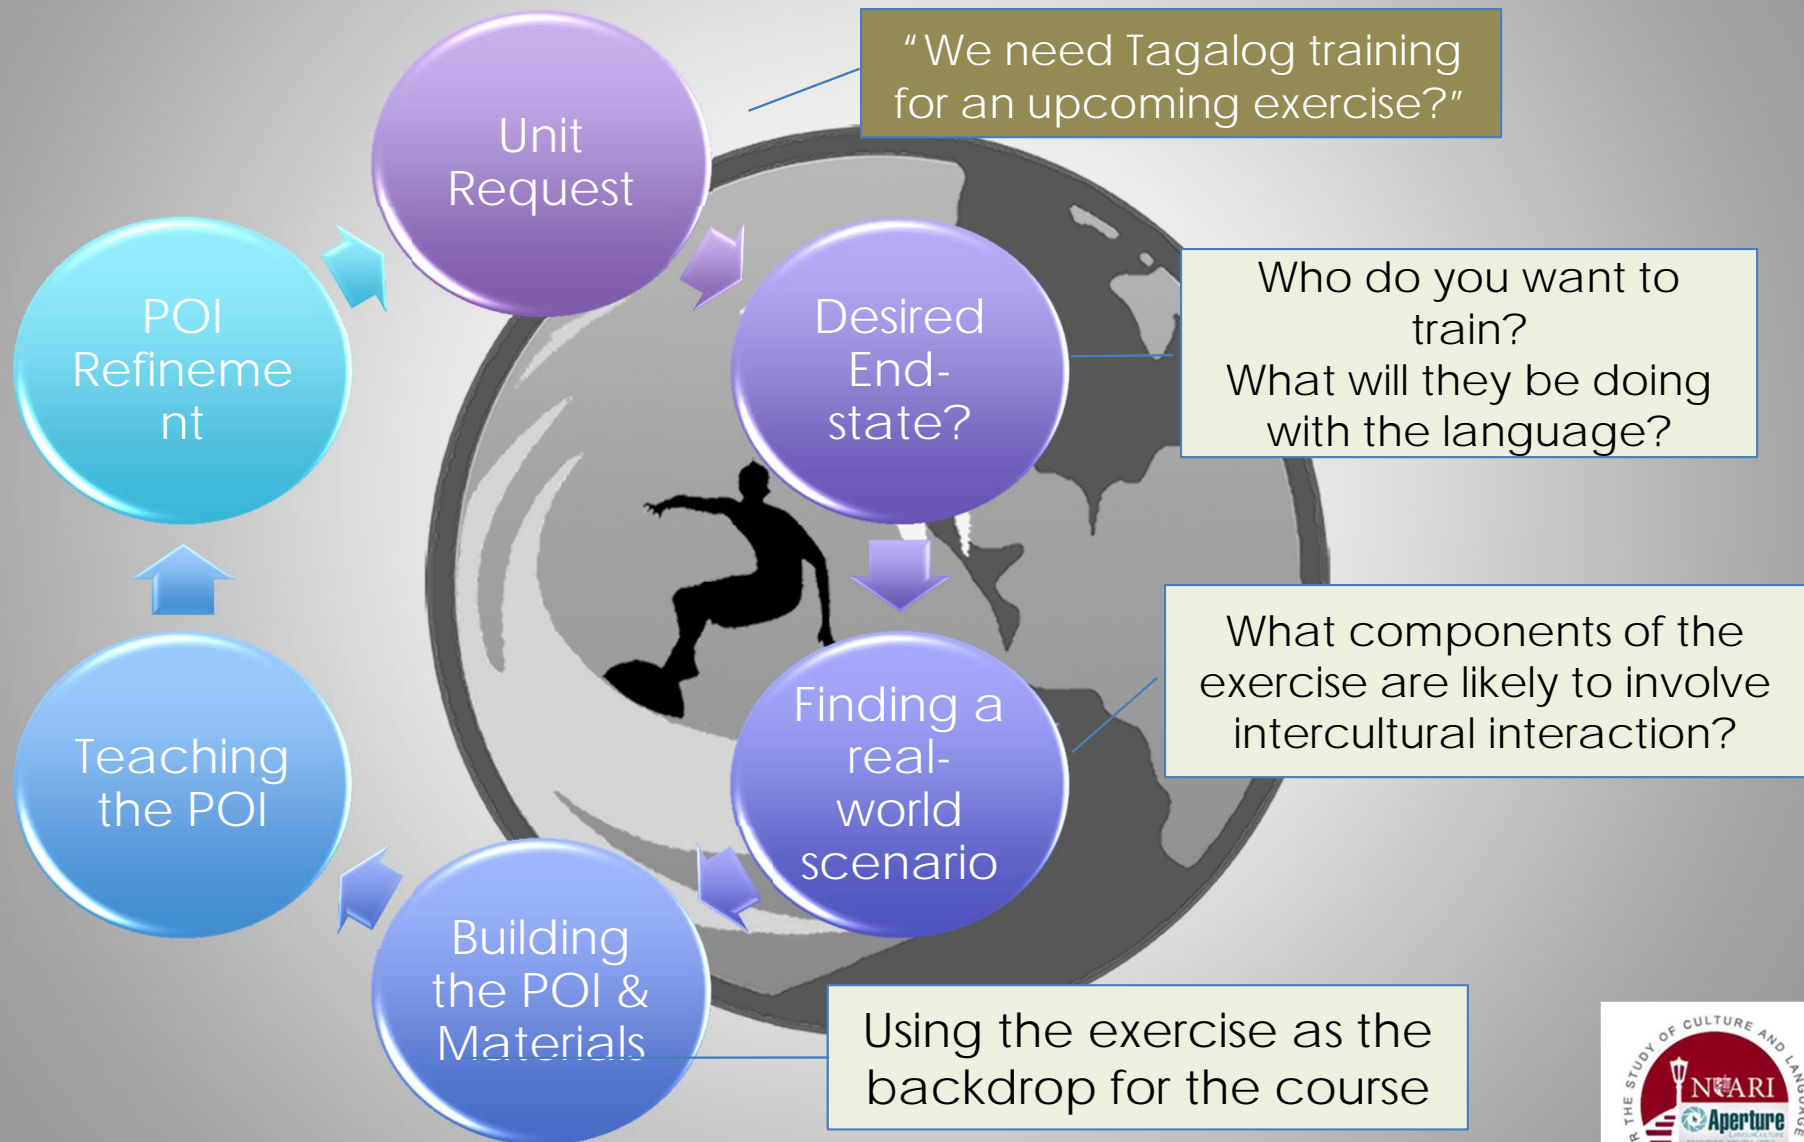 Unit
Request
“We need Tagalog training
for an upcoming exercise?”
Desired
End-
state?
Who do you want to
train?
What will they be doing
with the language?
Finding a
real-
world
scenario
What components of the
exercise are likely to involve
intercultural interaction?
Building
the POI &
Materials
Using the exercise as the
backdrop for the course
Teaching
the POI
POI
Refineme
nt
R THE STUDY OF CULTURE AND LANGUAGE
NCARI
Aperture